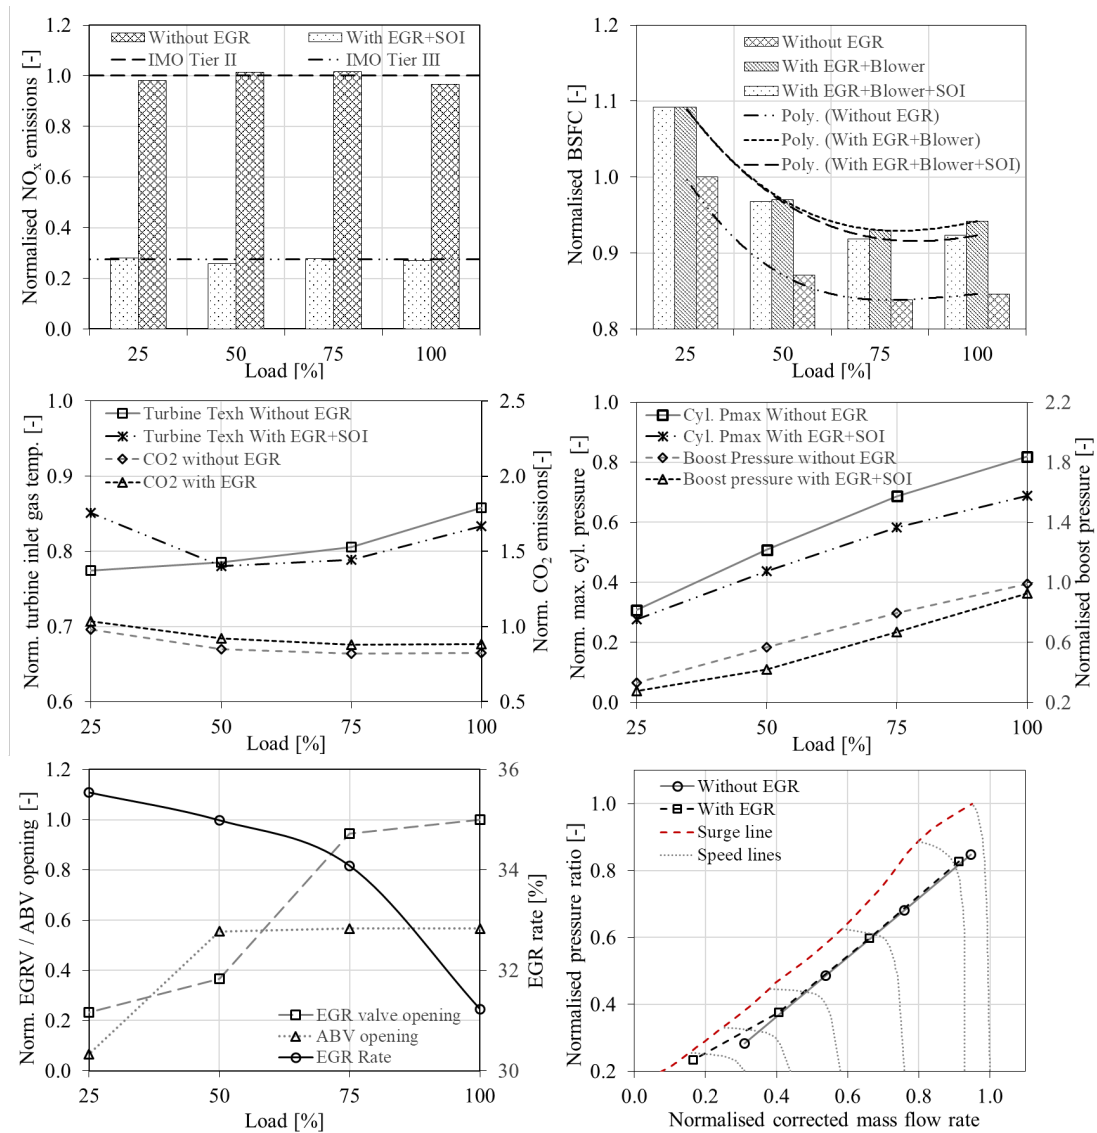 Normalised NOx emissions [-]
1.2
1.0
0.8
0.6
0.4
0.2
0.0
Without EGR
With EGR+SOI
IMO Tier II
IMO Tier III
25 50 75 100
Load [%]
Normalised BSFC [-]
1.2
1.1
1.0
0.9
0.8
Without EGR
With EGR+Blower
With EGR+Blower+SOI
Poly. (Without EGR)
Poly. (With EGR+Blower)
Poly. (With EGR+Blower+SOI)
25 50 75 100
Load [%]
Norm. turbine inlet gas temp. [-]
1.0
0.9
0.8
0.7
0.6
Turbine Texh Without EGR
Turbine Texh With EGR+SOI
CO2 without EGR
CO2 with EGR
2.5
2.0
1.5
1.0
0.5
Norm. CO2 emissions[-]
25 50 75 100
Load [%]
Norm. max. cyl. pressure [-]
1.0
0.8
0.6
0.4
0.2
0.0
Cyl. Pmax Without EGR
Cyl. Pmax With EGR+SOI
Boost Pressure without EGR
Boost pressure with EGR+SOI
2.2
1.8
1.4
1.0
0.6
0.2
Normalised boost pressure [-]
25 50 75 100
Load [%]
Norm. EGRV / ABV opening [-]
1.2
1.0
0.8
0.6
0.4
0.2
0.0
EGR valve opening
ABV opening
EGR Rate
36
34
32
30
EGR rate [%]
25 50 75 100
Load [%]
Normalised pressure ratio [-]
1.0
0.8
0.6
0.4
0.2
Without EGR
With EGR
Surge line
Speed lines
0.0 0.2 0.4 0.6 0.8 1.0
Normalised corrected mass flow rate